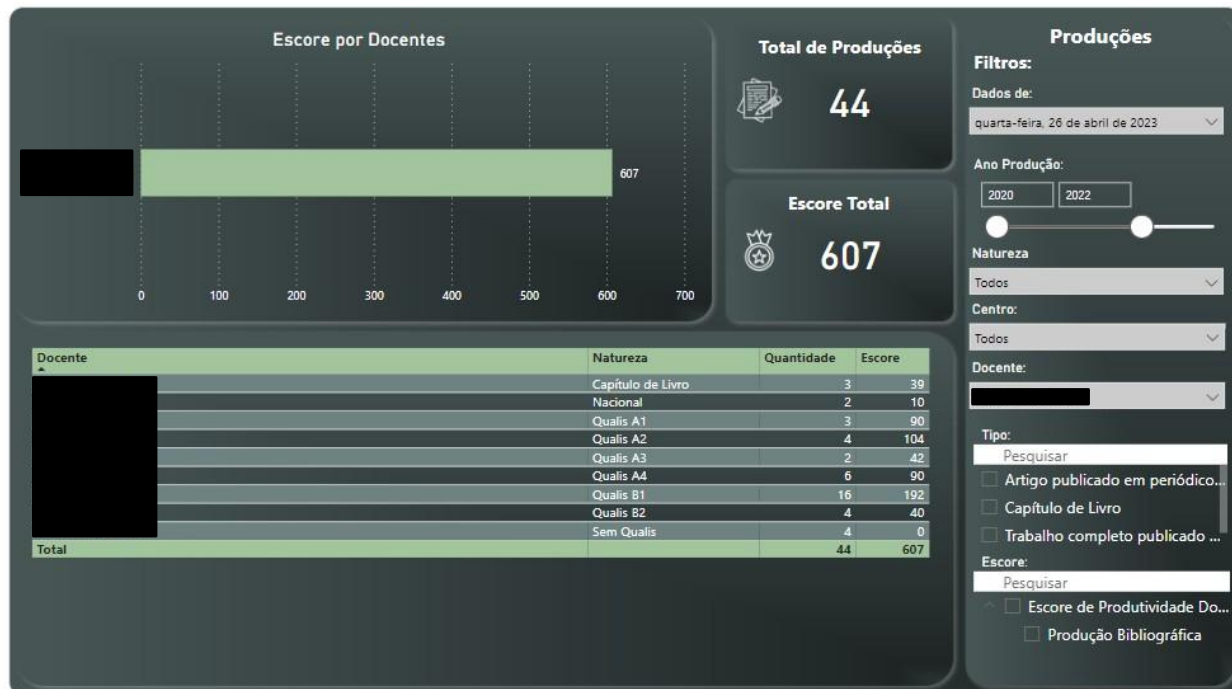 Escore por Docentes
607
0 100 200 300 400 500 600 700
Total de Produções
44
Escore Total
607
Docente Natureza Quantidade Escore
Capítulo de Livro 3 39
Nacional 2 10
Qualis A1 3 90
Qualis A2 4 104
Qualis A3 2 42
Qualis A4 6 90
Qualis B1 16 192
Qualis B2 4 40
Sem Qualis 4 0
Total 44 607
Produções
Filtros:
Dados de:
quarta-feira, 26 de abril de 2023
Ano Produção:
2020 2022
Natureza
Todos
Centro:
Todos
Docente:
Tipo:
Pesquisar
Artigo publicado em periódico...
Capítulo de Livro
Trabalho completo publicado ...
Escore:
Pesquisar
Escore de Produtividade Do...
Produção Bibliográfica